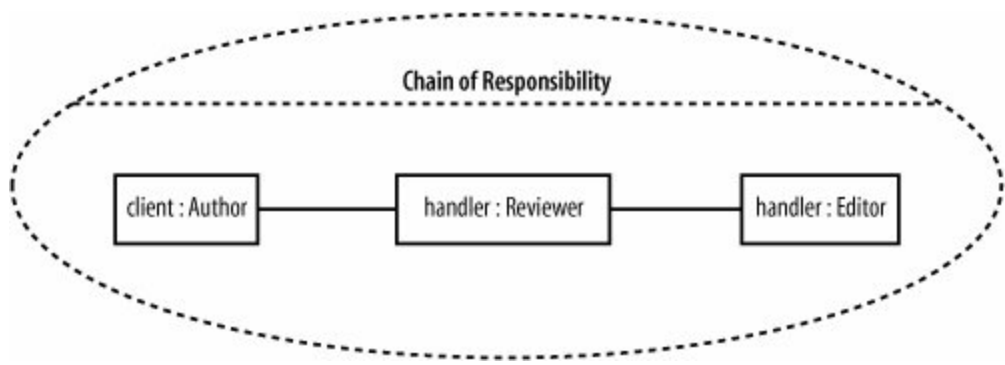 Chain of Responsibility
client : Author
handler : Reviewer
handler : Editor